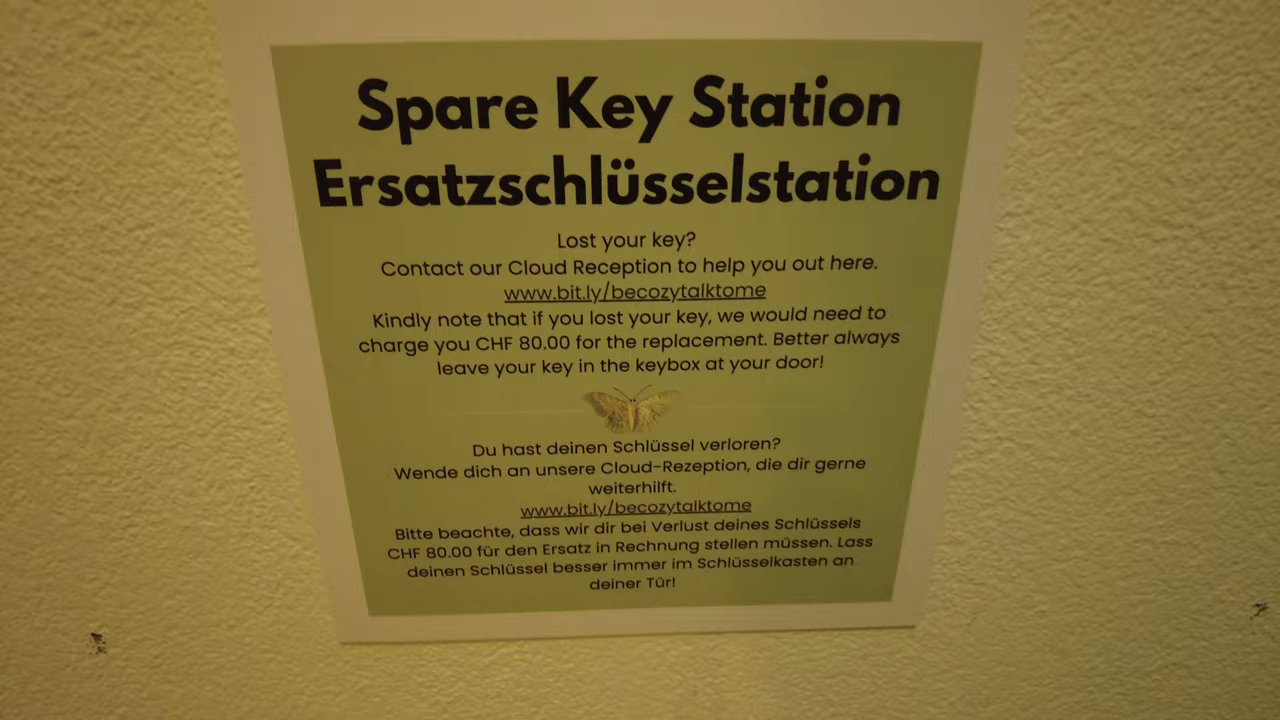 Spare Key Station
Ersatzschlüsselstation
Lost your key?
Contact our Cloud Reception to help you out here.
www.bit.ly/becozytalktome
Kindly note that if you lost your key, we would need to
charge you CHF 80.00 for the replacement. Better always
leave your key in the keybox at your door!
Du hast deinen Schlüssel verloren?
Wende dich an unsere Cloud-Rezeption, die dir gerne
weiterhilft.
www.bit.ly/becozytalktome
Bitte beachte, dass wir dir bei Verlust deines Schlüssels
CHF 80.00 für den Ersatz in Rechnung stellen müssen. Lass
deinen Schlüssel besser immer im Schlüsselkasten an
deiner Tür!